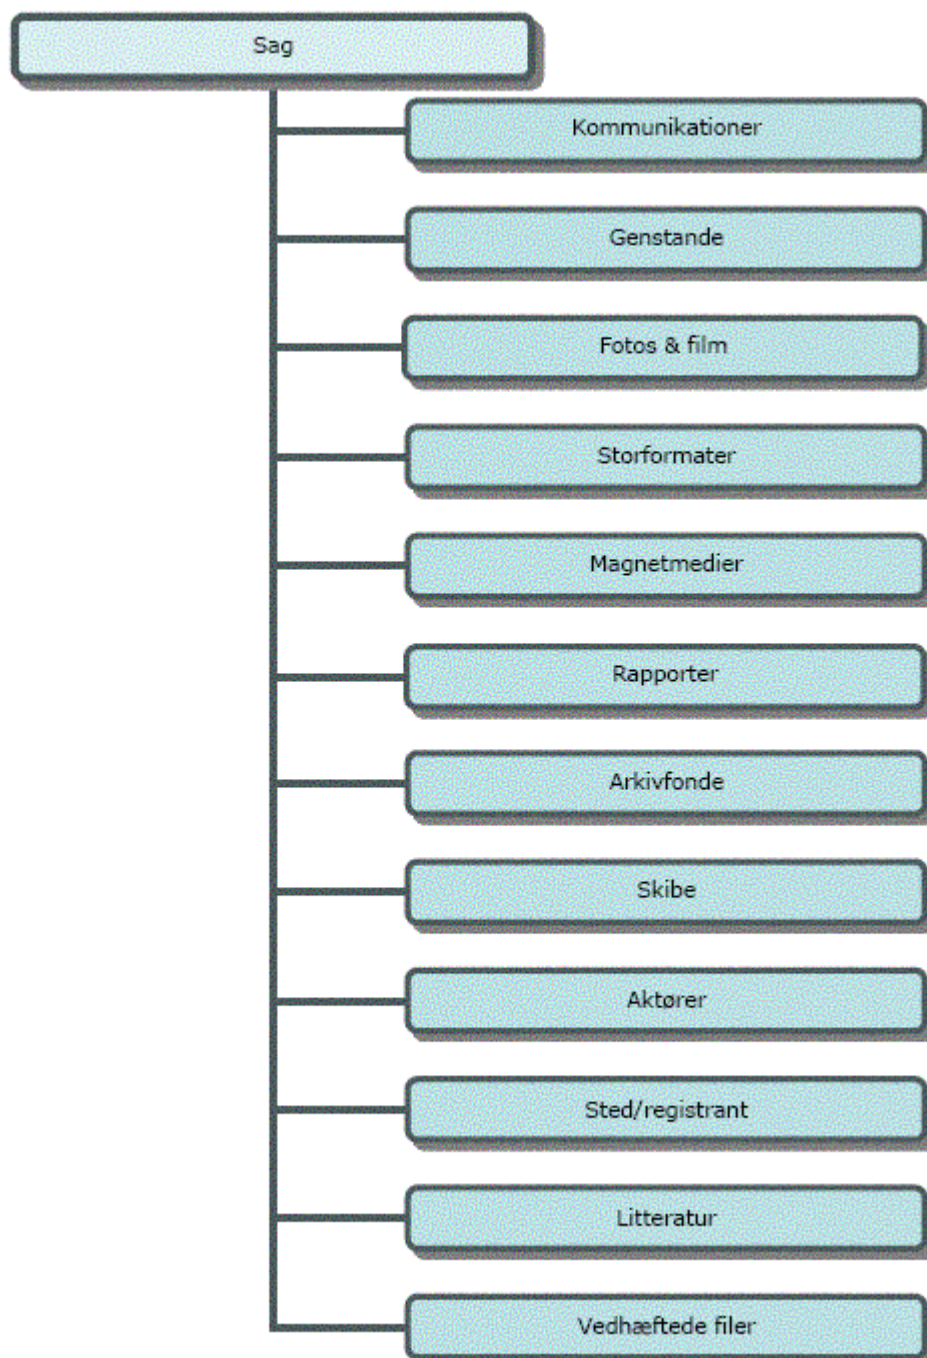 Sag
Kommunikationer
Genstande
Fotos & film
Storformater
Magnetmedier
Rapporter
Arkivfonde
Skibe
Aktører
Sted/registrant
Litteratur
Vedhæftede filer